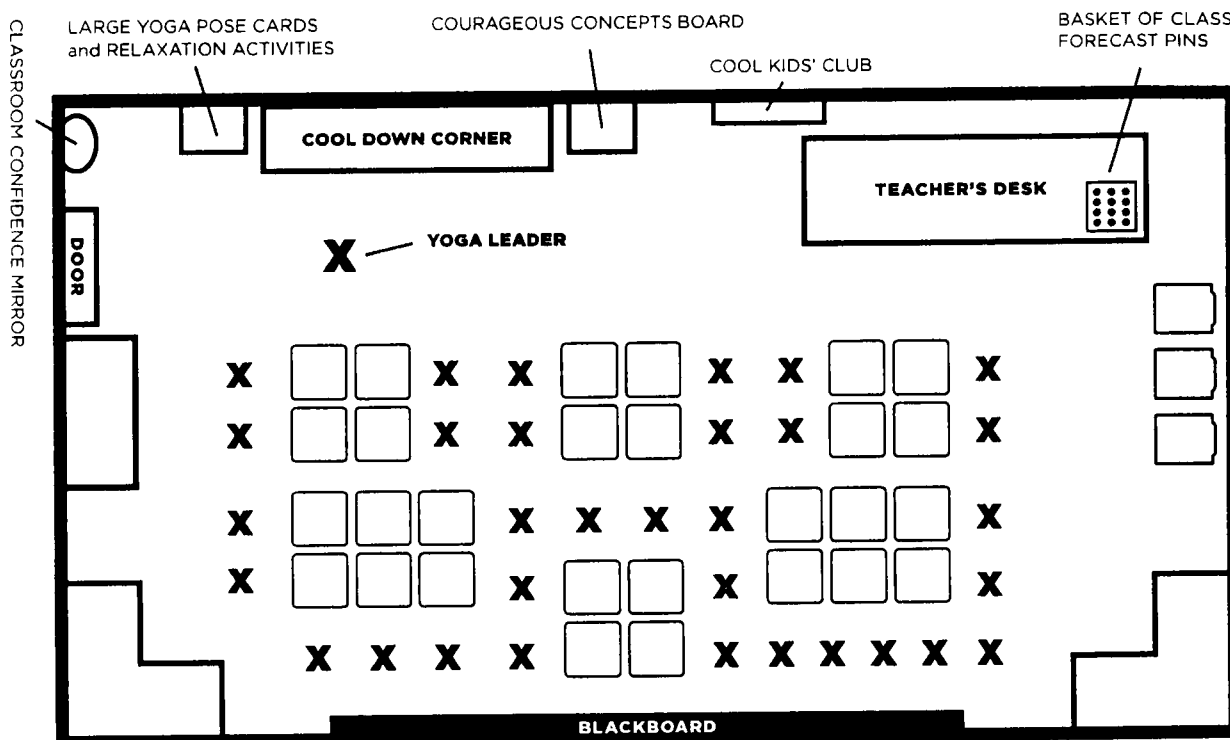 LARGE YOGA POSE CARDS
and RELAXATION ACTIVITIES
COURAGEOUS CONCEPTS BOARD
COOL KIDS' CLUB
BASKET OF CLASS
FORECAST PINS
CLASSROOM CONFIDENCE MIRROR
COOL DOWN CORNER
TEACHER'S DESK
YOGA LEADER
DOOR
X
X X X X X X
X X X X X X
X X X X X X
X X X X
X X X X X X X X X X
BLACKBOARD